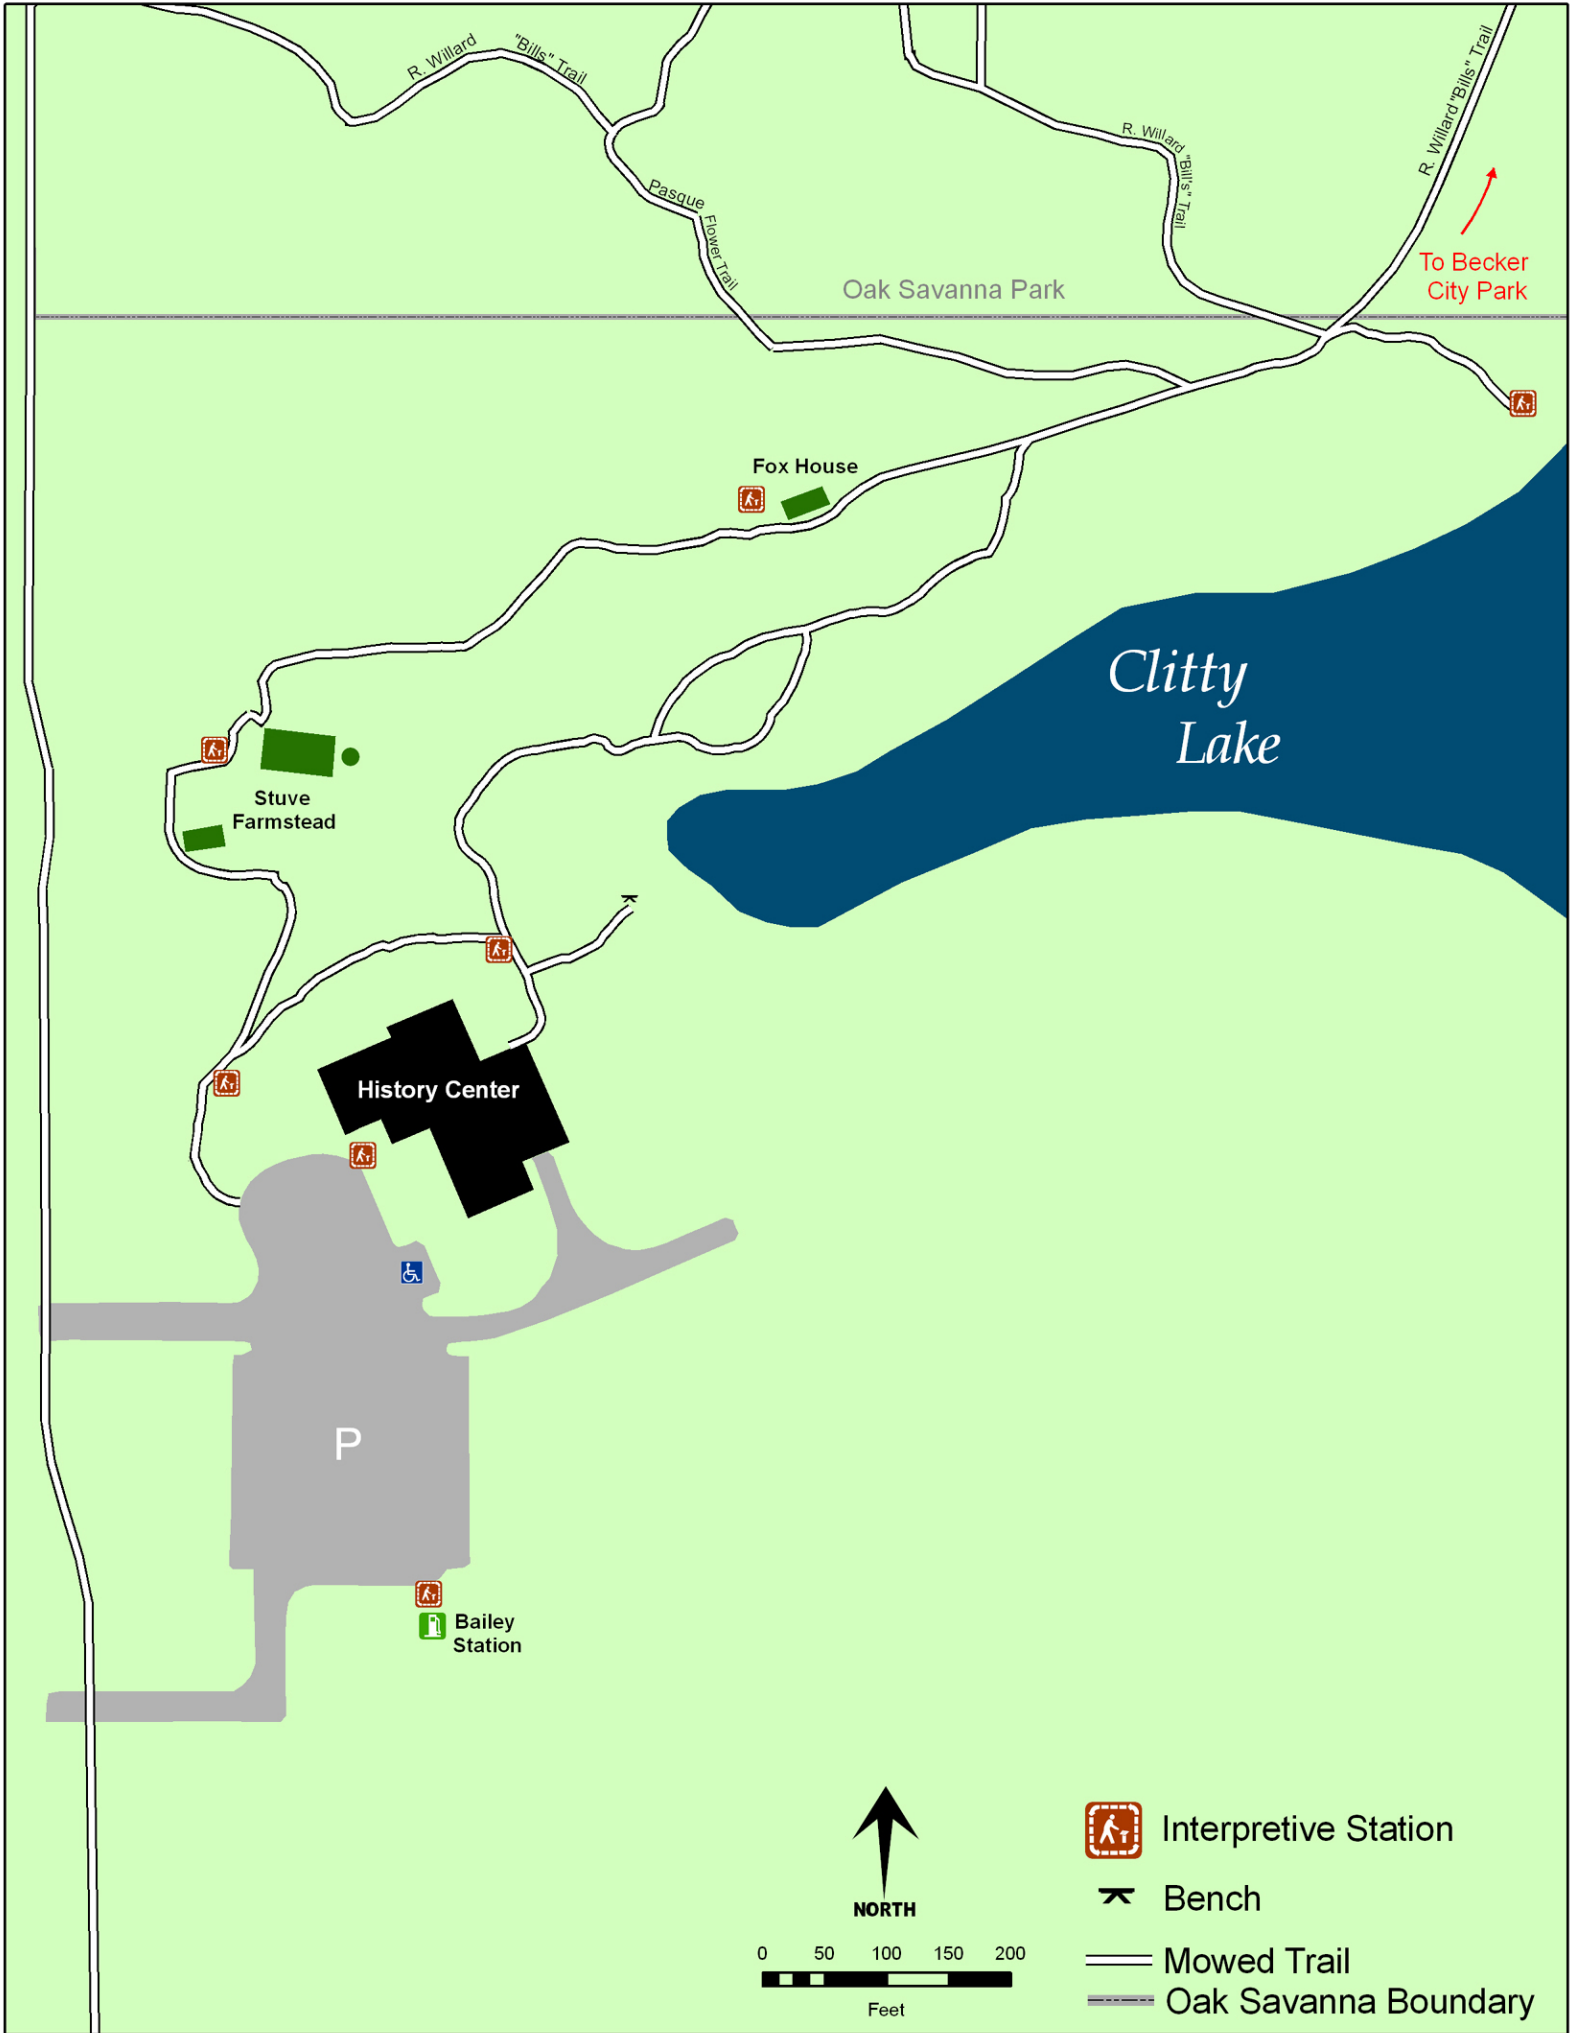 R. Willard
"Bills" Trail
R. Willard "Bills" Trail
R. Willard
"Bill's" Trail
Pasque
Flower Trail
To Becker
City Park
Oak Savanna Park
Fox House
Clitty
Lake
Stuve
Farmstead
History Center
P
Bailey
Station
NORTH
0 50 100 150 200
Feet
Interpretive Station
Bench
Mowed Trail
Oak Savanna Boundary